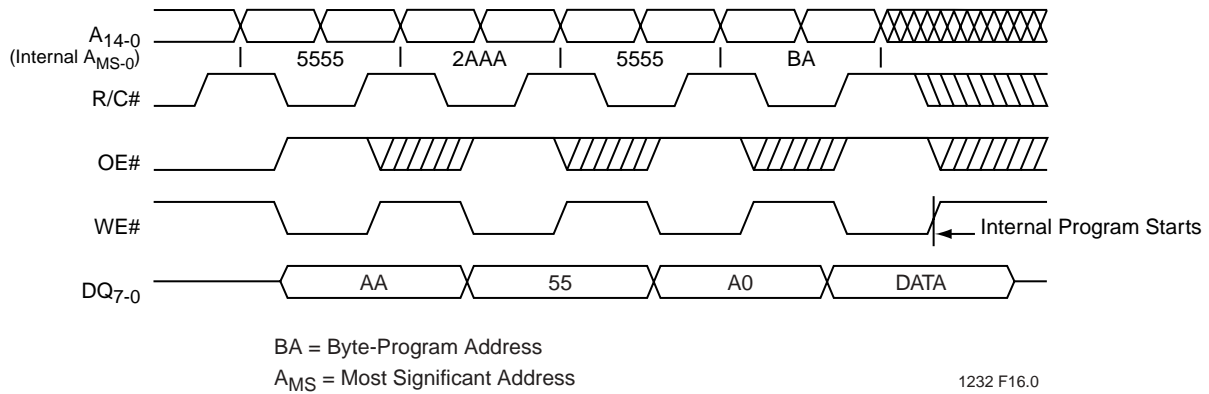 A14-0
(Internal AMS-0)
5555 2AAA 5555 BA
R/C#
OE#
WE#
Internal Program Starts
DQ7-0
AA 55 A0 DATA
BA = Byte-Program Address
AMS = Most Significant Address
1232 F16.0